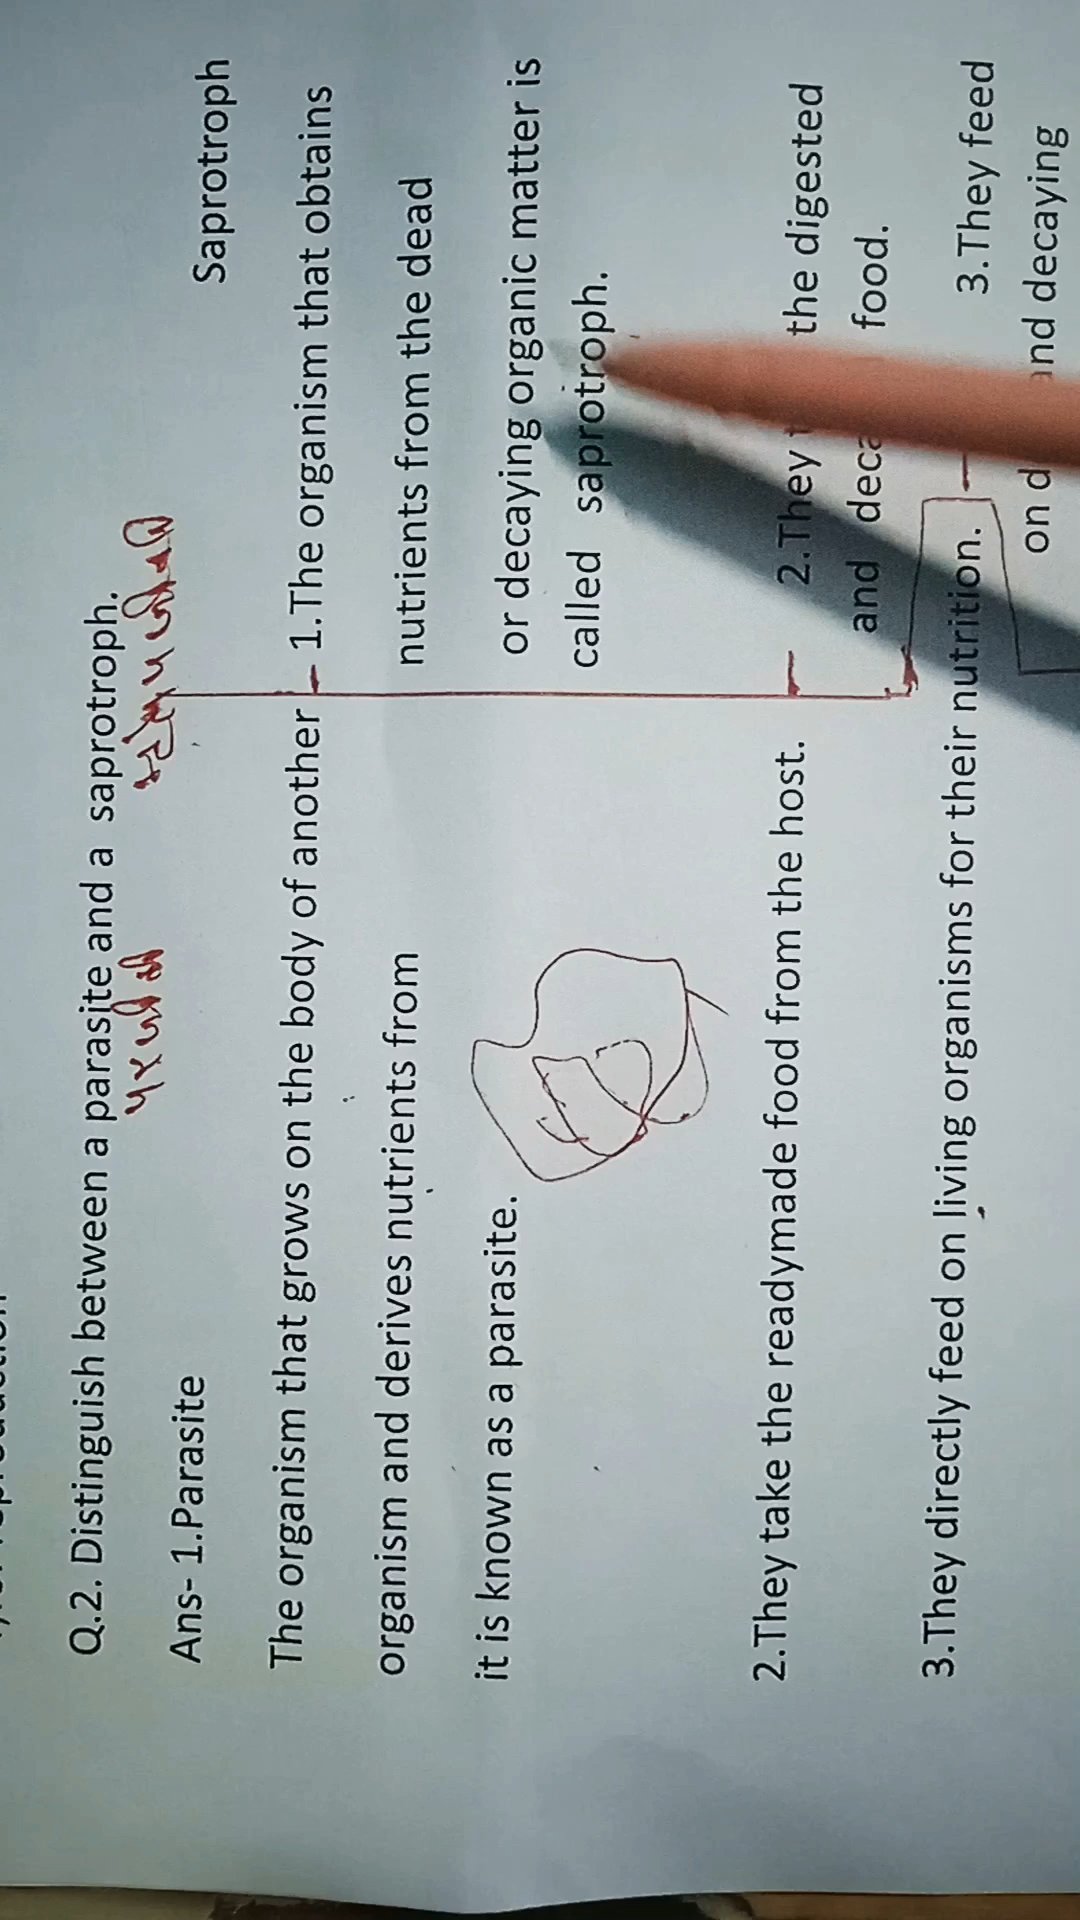 Q.2. Distinguish between a parasite and a saprotroph.
Ans- 1.Parasite Saprotroph
The organism that grows on the body of another 1.The organism that obtains
organism and derives nutrients from nutrients from the dead
it is known as a parasite. or decaying organic matter is
called saprotroph.
2.They take the readymade food from the host. 2.They the digested
and food.
3.They directly feed on living organisms for their nutrition. 3.They feed
on decaying